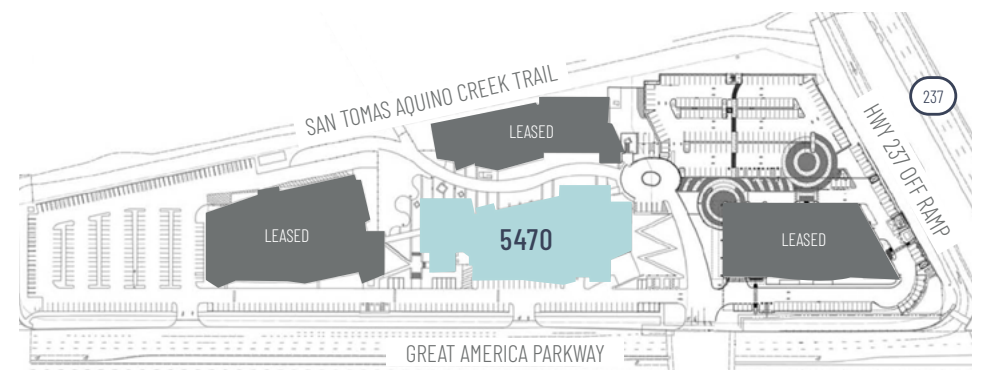 SAN TOMAS AQUINO CREEK TRAIL
237
HWY 237 OFF RAMP
LEASED
LEASED
5470
LEASED
GREAT AMERICA PARKWAY